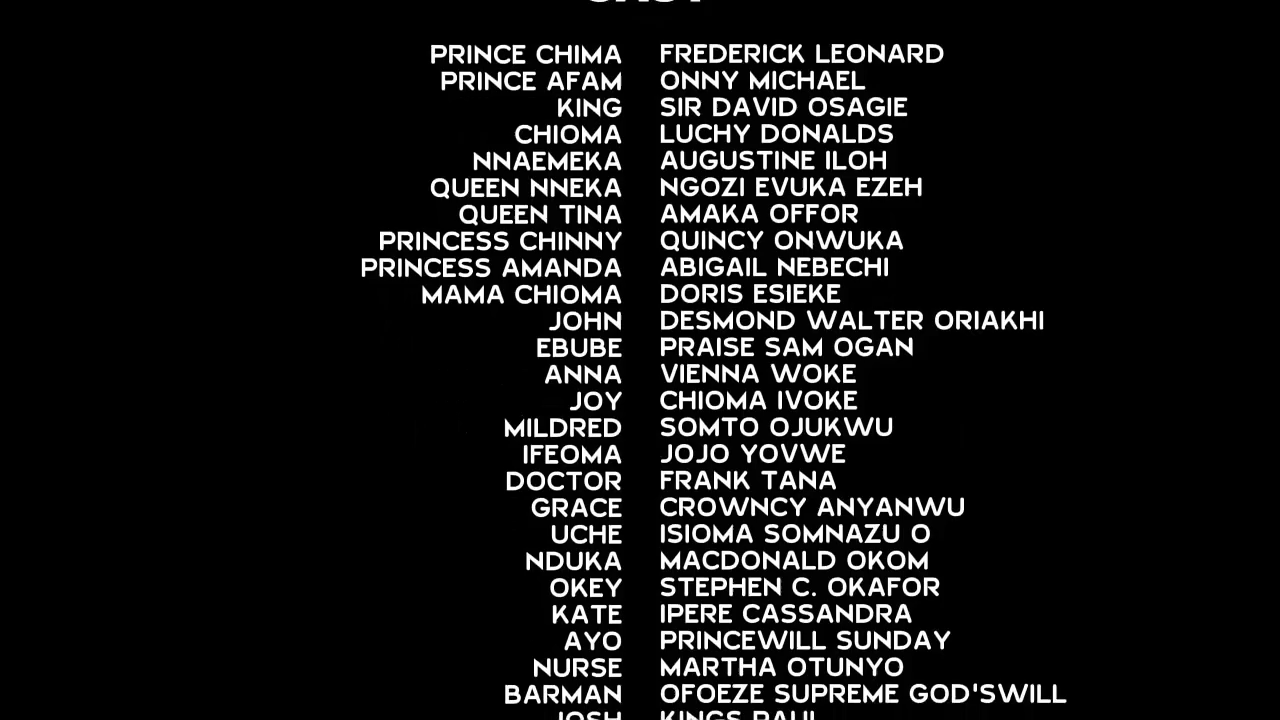 CAST
PRINCE CHIMA FREDERICK LEONARD
PRINCE AFAM ONNY MICHAEL
KING SIR DAVID OSAGIE
CHIOMA LUCHY DONALDS
NNAEMEKA AUGUSTINE ILOH
QUEEN NNEKA NGOZI EVUKA EZEH
QUEEN TINA AMAKA OFFOR
PRINCESS CHINNY QUINCY ONWUKA
PRINCESS AMANDA ABIGAIL NEBECHI
MAMA CHIOMA DORIS ESIEKE
JOHN DESMOND WALTER ORIAKHI
EBUBE PRAISE SAM OGAN
ANNA VIENNA WOKE
JOY CHIOMA IVOKE
MILDRED SOMTO OJUKWU
IFEOMA JOJO YOVWE
DOCTOR FRANK TANA
GRACE CROWNCY ANYANWU
UCHE ISIOMA SOMNAZU O
NDUKA MACDONALD OKOM
OKEY STEPHEN C. OKAFOR
KATE IPERE CASSANDRA
AYO PRINCEWILL SUNDAY
NURSE MARTHA OTUNYO
BARMAN OFOEZE SUPREME GOD'SWILL
JOSH KINGS PAUL